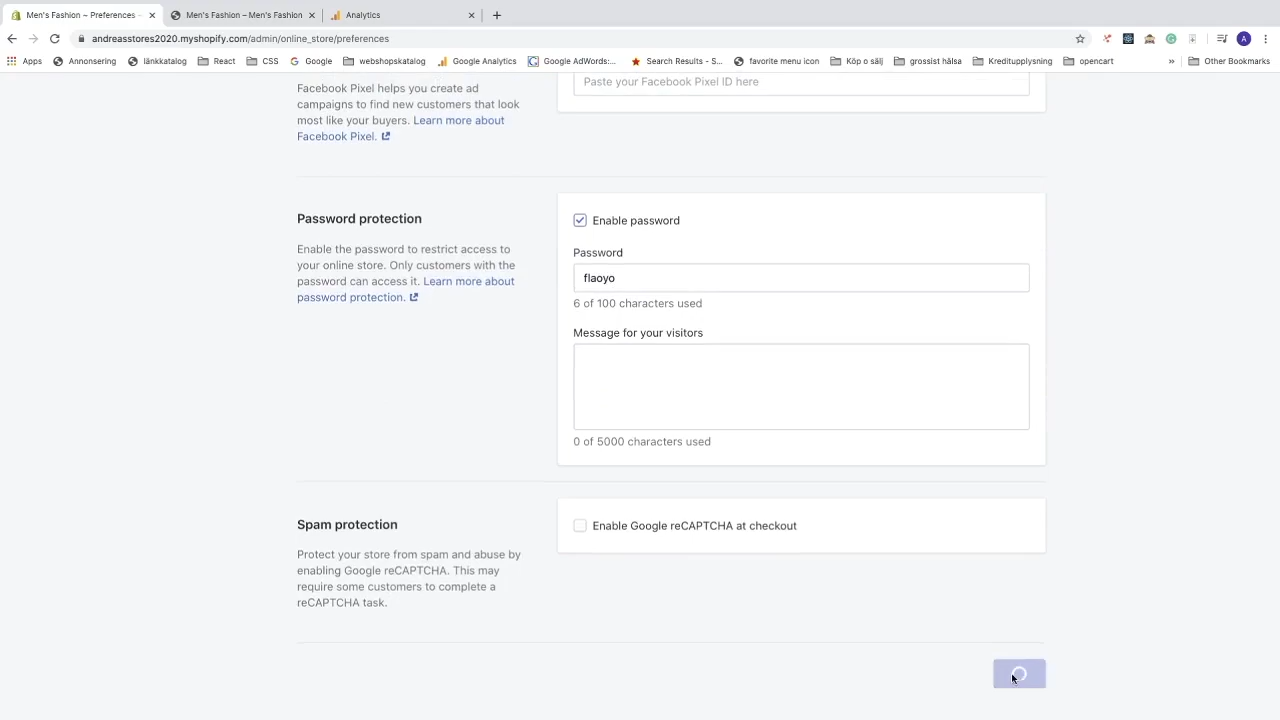 Men's Fashion ~ Preferences -
Men's Fashion – Men's Fashion
Analytics
andreasstores2020.myshopify.com/admin/online_store/preferences
A
Apps
Annonsering
länkkatalog
React
CSS
Google
webshopskatalog
Google Analytics
Google AdWords:...
Search Results - S...
favorite menu icon
Köp o sälj
grossist hälsa
Kreditupplysning
opencart
»
Other Bookmarks
Facebook Pixel helps you create ad
campaigns to find new customers that look
most like your buyers. Learn more about
Facebook Pixel.
Paste your Facebook Pixel ID here
Password protection
Enable the password to restrict access to
your online store. Only customers with the
password can access it. Learn more about
password protection.
Enable password
Password
flaoyo
6 of 100 characters used
Message for your visitors
0 of 5000 characters used
Spam protection
Protect your store from spam and abuse by
enabling Google reCAPTCHA. This may
require some customers to complete a
reCAPTCHA task.
Enable Google reCAPTCHA at checkout